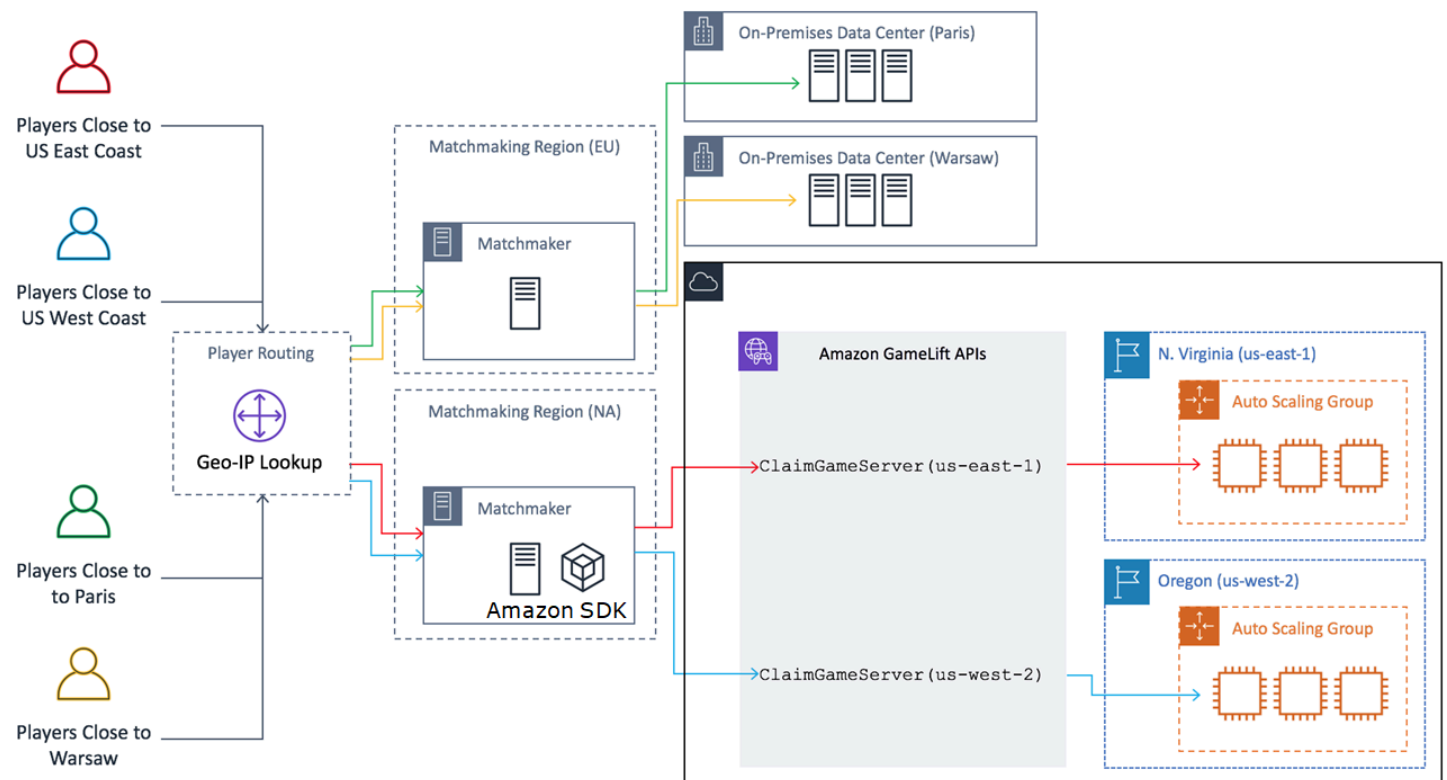 Players Close to
US East Coast
Players Close to
US West Coast
Players Close to
to Paris
Players Close to
Warsaw
Player Routing
Geo-IP Lookup
Matchmaking Region (EU)
Matchmaker
Matchmaking Region (NA)
Matchmaker
Amazon SDK
On-Premises Data Center (Paris)
On-Premises Data Center (Warsaw)
Amazon GameLift APIs
ClaimGameServer(us-east-1)
ClaimGameServer(us-west-2)
N. Virginia (us-east-1)
Auto Scaling Group
Oregon (us-west-2)
Auto Scaling Group